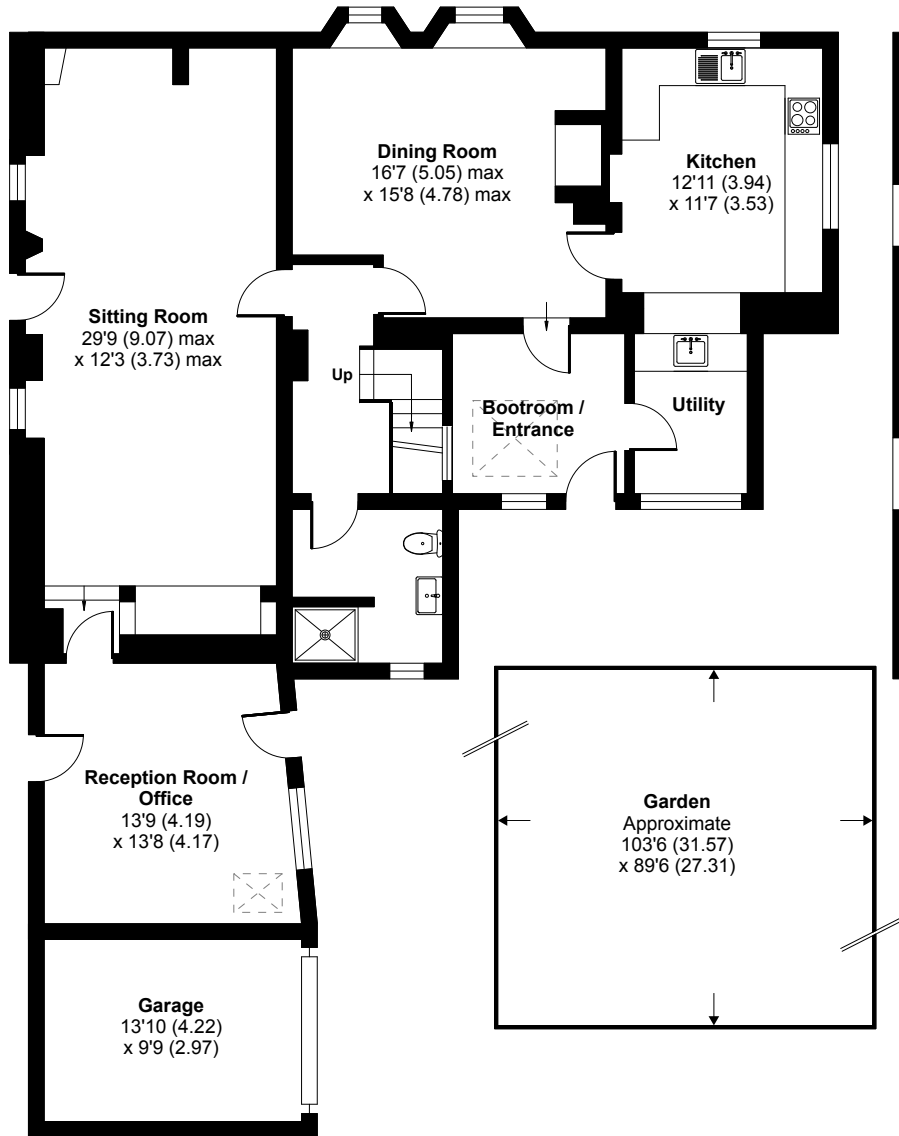 Dining Room
16'7 (5.05) max
x 15'8 (4.78) max
Kitchen
12'11 (3.94)
x 11'7 (3.53)
Sitting Room
29'9 (9.07) max
x 12'3 (3.73) max
Up
Bootroom /
Entrance
Utility
Reception Room /
Office
13'9 (4.19)
x 13'8 (4.17)
Garden
Approximate
103'6 (31.57)
x 89'6 (27.31)
Garage
13'10 (4.22)
x 9'9 (2.97)